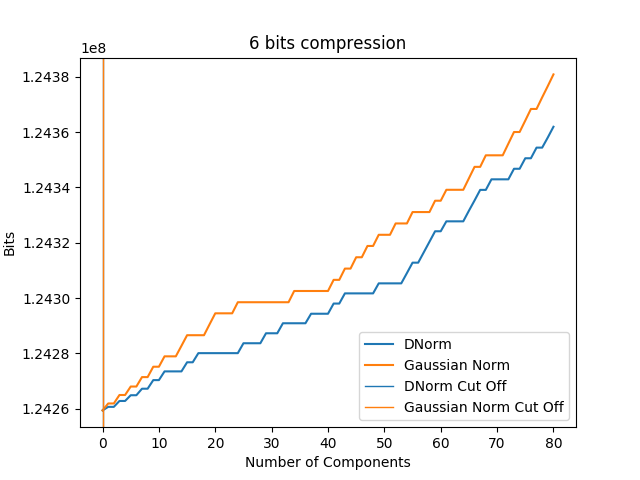 6 bits compression
1e8
1.2438
1.2436
1.2434
1.2432
1.2430
1.2428
1.2426
Bits
0 10 20 30 40 50 60 70 80
Number of Components
DNorm
Gaussian Norm
DNorm Cut Off
Gaussian Norm Cut Off